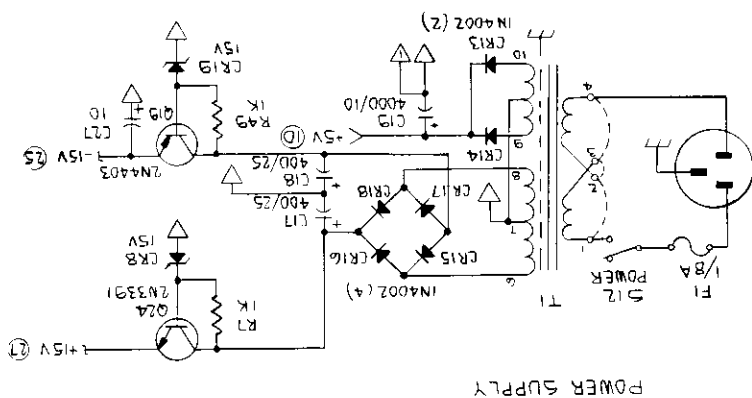 POWER SUPPLY
+15V 27
F1
1/8A
S12
POWER
T1
1N4002(4)
R7
1K
Q24
2N3391
CR8
15V
1
2
3
4
6
7
8
9
10
CR16
CR15
CR18
CR17
+
C17
400/25
+
C18
400/25
2N4403
-15V 25
CR14
CR13
1N4002 (2)
+5V 10
+
C19
4000/10
R49
1K
Q19
CR19
15V
+
C27
10